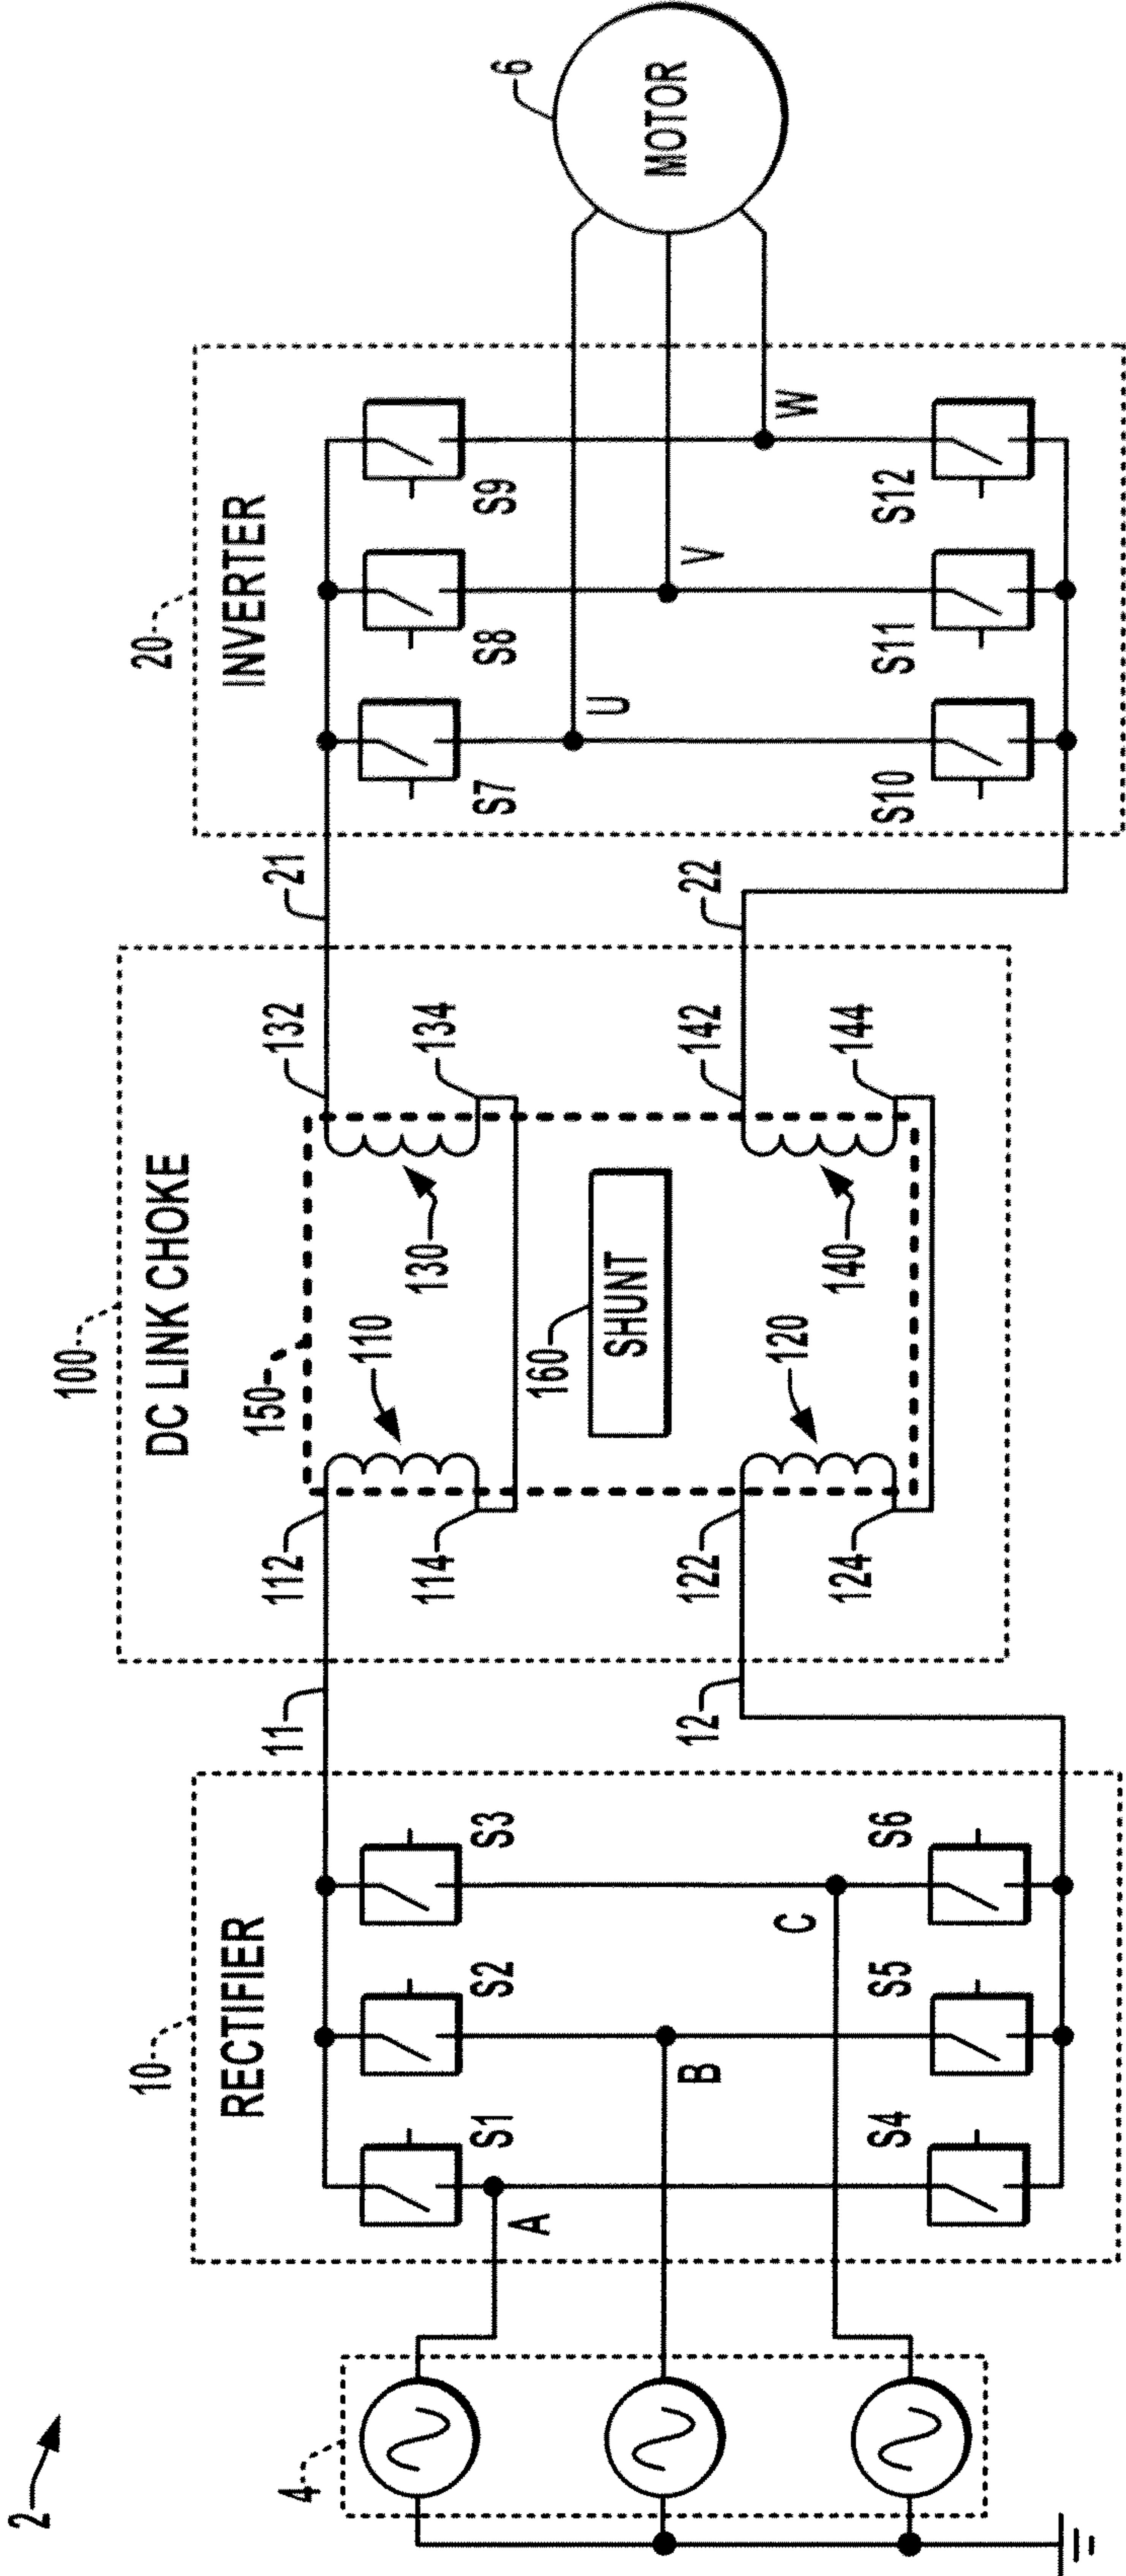 2
100
DC LINK CHOKE
10
RECTIFIER
20
INVERTER
150
11
112
132
21
110
S1
S2
S3
114
130
134
S7
S8
S9
6
4
A
160
SHUNT
U
MOTOR
B
12
122
142
22
V
C
120
W
S4
S5
S6
124
140
144
S10
S11
S12